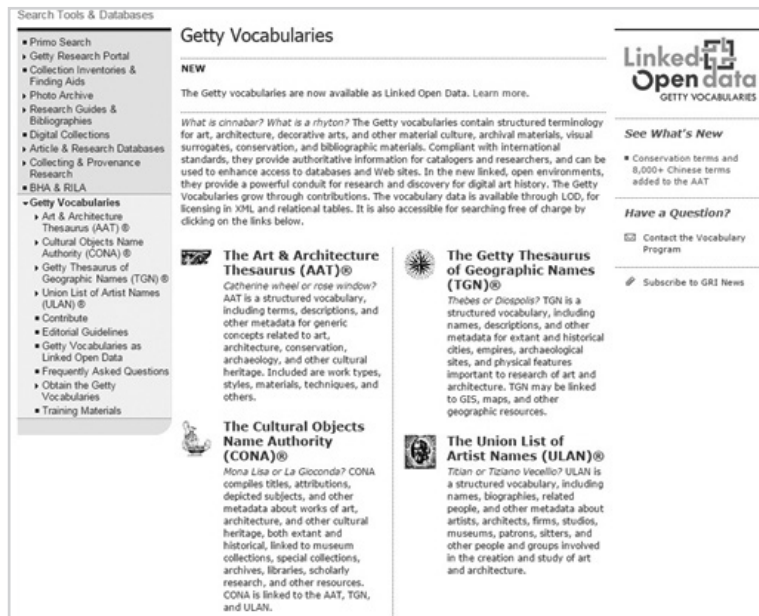 Search Tools & Databases
Primo Search
Getty Research Portal
Collection Inventories &
Finding Aids
Photo Archive
Research Guides &
Bibliographies
Digital Collections
Article & Research Databases
Collecting & Provenance
Research
BHA & RILA
Getty Vocabularies
Art & Architecture
Thesaurus (AAT) ®
Cultural Objects Name
Authority (CONA) ®
Getty Thesaurus of
Geographic Names (TGN) ®
Union List of Artist Names
(ULAN) ®
Contribute
Editorial Guidelines
Getty Vocabularies as
Linked Open Data
Frequently Asked Questions
Obtain the Getty
Vocabularies
Training Materials
Getty Vocabularies
NEW
The Getty vocabularies are now available as Linked Open Data. Learn more.
What is cinnabar? What is a rhyton? The Getty vocabularies contain structured terminology
for art, architecture, decorative arts, and other material culture, archival materials, visual
surrogates, conservation, and bibliographic materials. Compliant with international
standards, they provide authoritative information for catalogers and researchers, and can be
used to enhance access to databases and Web sites. In the new linked, open environments,
they provide a powerful conduit for research and discovery for digital art history. The Getty
Vocabularies grow through contributions. The vocabulary data is available through LOD, for
licensing in XML and relational tables. It is also accessible for searching free of charge by
clicking on the links below.
The Art & Architecture
Thesaurus (AAT)®
Catherine wheel or rose window?
AAT is a structured vocabulary,
including terms, descriptions, and
other metadata for generic
concepts related to art,
architecture, conservation,
archaeology, and other cultural
heritage. Included are work types,
styles, materials, techniques, and
others.
The Cultural Objects
Name Authority
(CONA)®
Mona Lisa or La Gioconda? CONA
compiles titles, attributions,
depicted subjects, and other
metadata about works of art,
architecture, and other cultural
heritage, both extant and
historical, linked to museum
collections, special collections,
archives, libraries, scholarly
research, and other resources.
CONA is linked to the AAT, TGN,
and ULAN.
The Getty Thesaurus
of Geographic Names
(TGN)®
Thebes or Diospolis? TGN is a
structured vocabulary, including
names, descriptions, and other
metadata for extant and historical
cities, empires, archaeological
sites, and physical features
important to research of art and
architecture. TGN may be linked
to GIS, maps, and other
geographic resources.
The Union List of
Artist Names (ULAN)®
Titian or Tiziano Vecellio? ULAN is
a structured vocabulary, including
names, biographies, related
people, and other metadata about
artists, architects, firms, studios,
museums, patrons, sitters, and
other people and groups involved
in the creation and study of art
and architecture.
Linked
Open data
GETTY VOCABULARIES
See What's New
Conservation terms and
8,000+ Chinese terms
added to the AAT
Have a Question?
Contact the Vocabulary
Program
Subscribe to GRI News